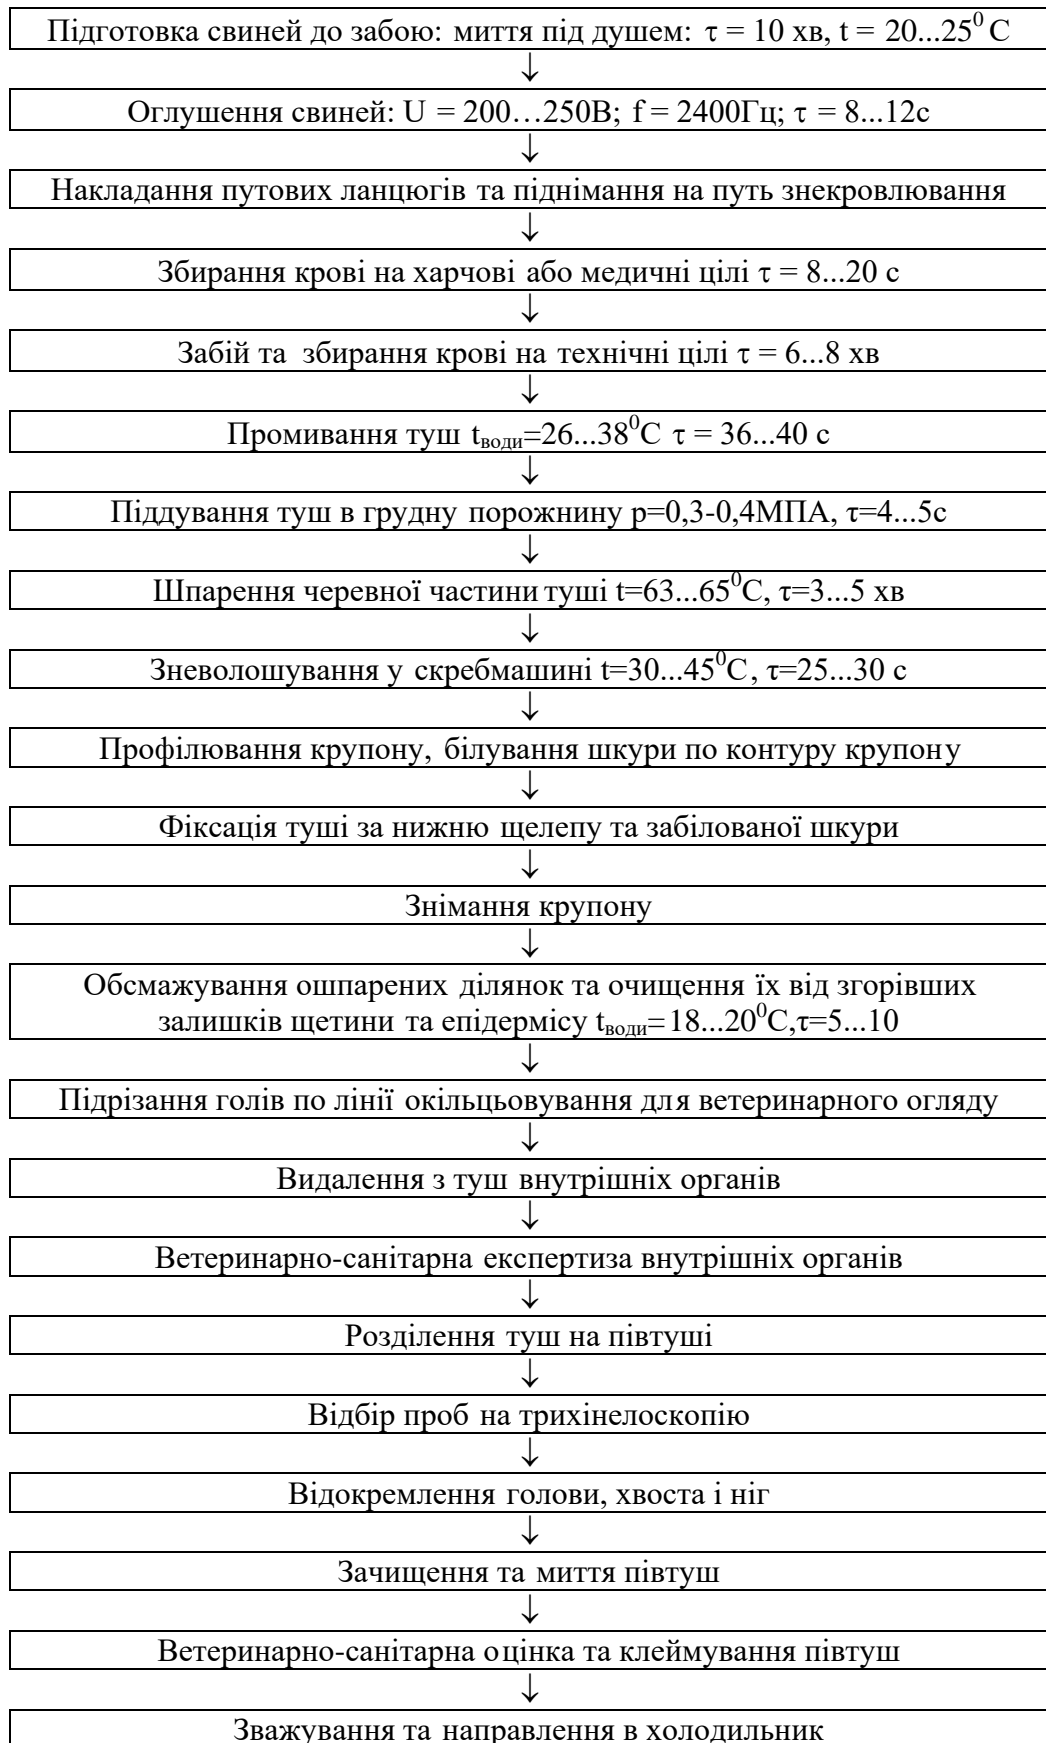 Підготовка свиней до забою: миття під душем: τ = 10 хв, t = 20...25⁰ С
↓
Оглушення свиней: U = 200…250В; f = 2400Гц; τ = 8...12с
↓
Накладання путових ланцюгів та піднімання на путь знекровлювання
↓
Збирання крові на харчові або медичні цілі τ = 8...20 с
↓
Забій та збирання крові на технічні цілі τ = 6...8 хв
↓
Промивання туш tводи=26...38⁰С τ = 36...40 с
↓
Піддування туш в грудну порожнину р=0,3-0,4МПА, τ=4...5с
↓
Шпарення черевної частини туші t=63...65⁰С, τ=3...5 хв
↓
Зневолошування у скребмашині t=30...45⁰С, τ=25...30 с
↓
Профілювання крупону, білування шкури по контуру крупону
↓
Фіксація туші за нижню щелепу та забілованої шкури
↓
Знімання крупону
↓
Обсмажування ошпарених ділянок та очищення їх від згорівших
залишків щетини та епідермісу tводи=18...20⁰С,τ=5...10
↓
Підрізання голів по лінії окільцьовування для ветеринарного огляду
↓
Видалення з туш внутрішніх органів
↓
Ветеринарно-санітарна експертиза внутрішніх органів
↓
Розділення туш на півтуші
↓
Відбір проб на трихінелоскопію
↓
Відокремлення голови, хвоста і ніг
↓
Зачищення та миття півтуш
↓
Ветеринарно-санітарна оцінка та клеймування півтуш
↓
Зважування та направлення в холодильник